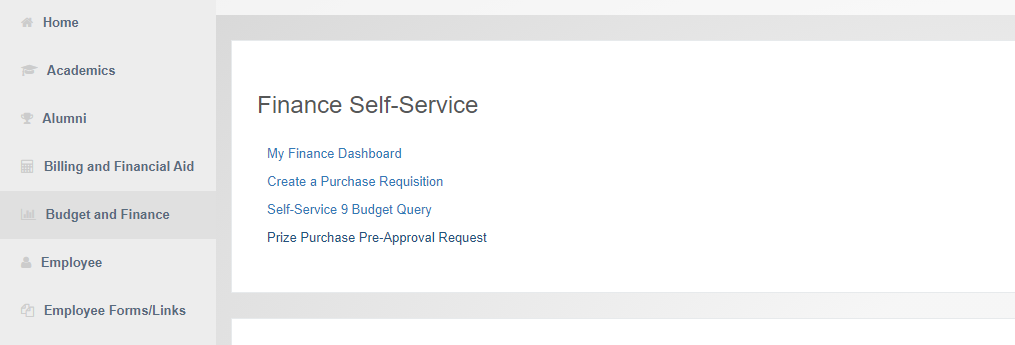 Home
Academics
Alumni
Billing and Financial Aid
Budget and Finance
Employee
Employee Forms/Links
Finance Self-Service
My Finance Dashboard
Create a Purchase Requisition
Self-Service 9 Budget Query
Prize Purchase Pre-Approval Request